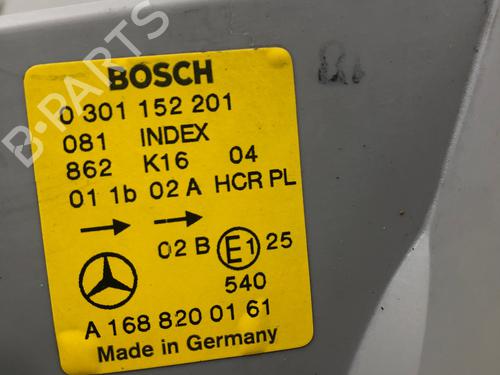 BOSCH
0 301 152 201
081 INDEX
862 K16 04
01 1b 02 A HCR PL
02 B E1 25
540
A 168 820 01 61
Made in Germany
B-PARTS